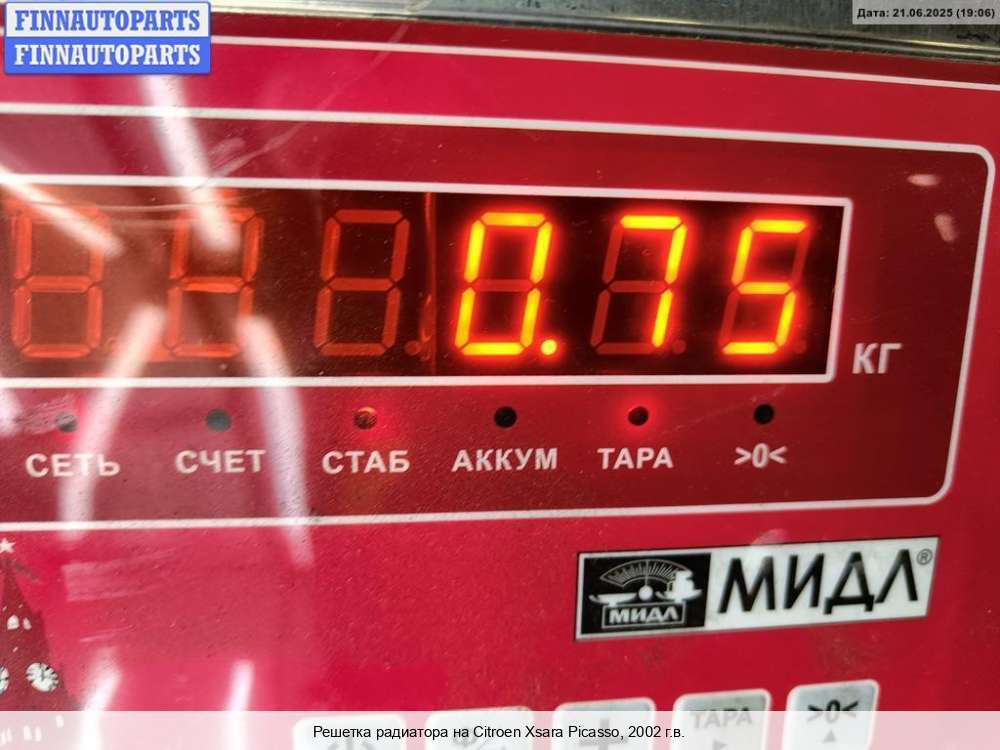 FINNAUTOPARTS
FINNAUTOPARTS
Дата: 21.06.2025 (19:06)
0.75
КГ
СЕТЬ СЧЕТ СТАБ АККУМ ТАРА >0<
МИДЛ МИДЛ®
ТАРА >0<
Решетка радиатора на Citroen Xsara Picasso, 2002 г.в.